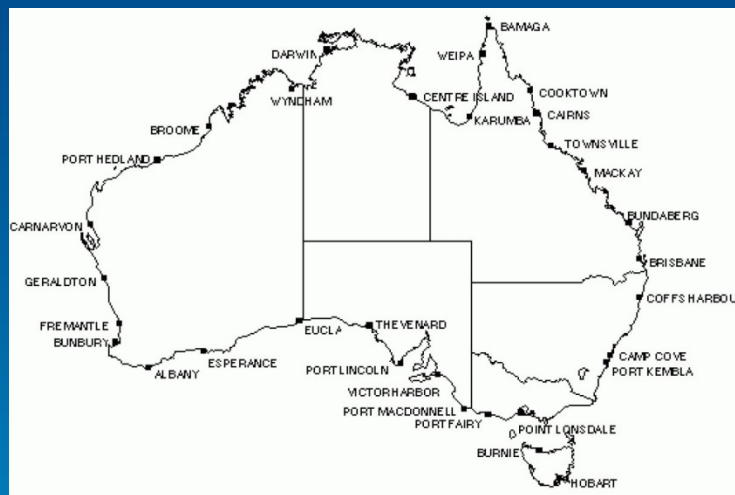 BAMAGA
DARWIN
WEIPA
WYNDHAM
CENTRE ISLAND
COOKTOWN
KARUMBA
CAIRNS
BROOME
TOWNSVILLE
PORT HEDLAND
MACKAY
CARNARVON
BUNDABERG
BRISBANE
GERALDTON
COFFS HARBOU
FREMANTLE
EUCLA
THEVENARD
BUNBURY
ESPERANCE
CAMP COVE
ALBANY
PORT LINCOLN
PORT KEMBLA
VICTOR HARBOR
PORT MACDONNELL
PORT FAIRY
POINT LONSDALE
BURNIE
HOBART